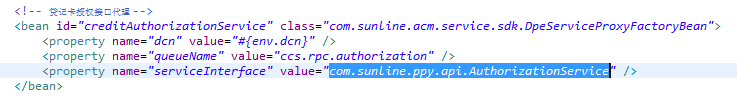 <!-- 贷记卡授权接口代理 -->
<bean id="creditAuthorizationService" class="com.sunline.acm.service.sdk.DpeServiceProxyFactoryBean">
<property name="dcn" value="#{env.dcn}" />
<property name="queueName" value="ccs.rpc.authorization" />
<property name="serviceInterface" value="com.sunline.ppy.api.AuthorizationService" />
</bean>